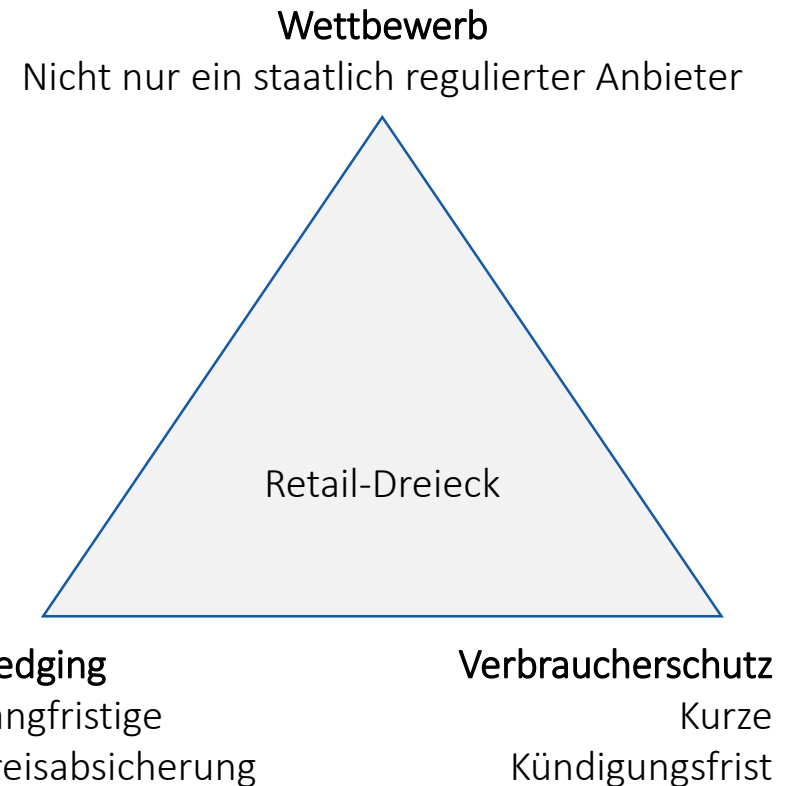 Wettbewerb
Nicht nur ein staatlich regulierter Anbieter
Retail-Dreieck
edging
ngfristige
reisabsicherung
Verbraucherschutz
Kurze
Kündigungsfrist